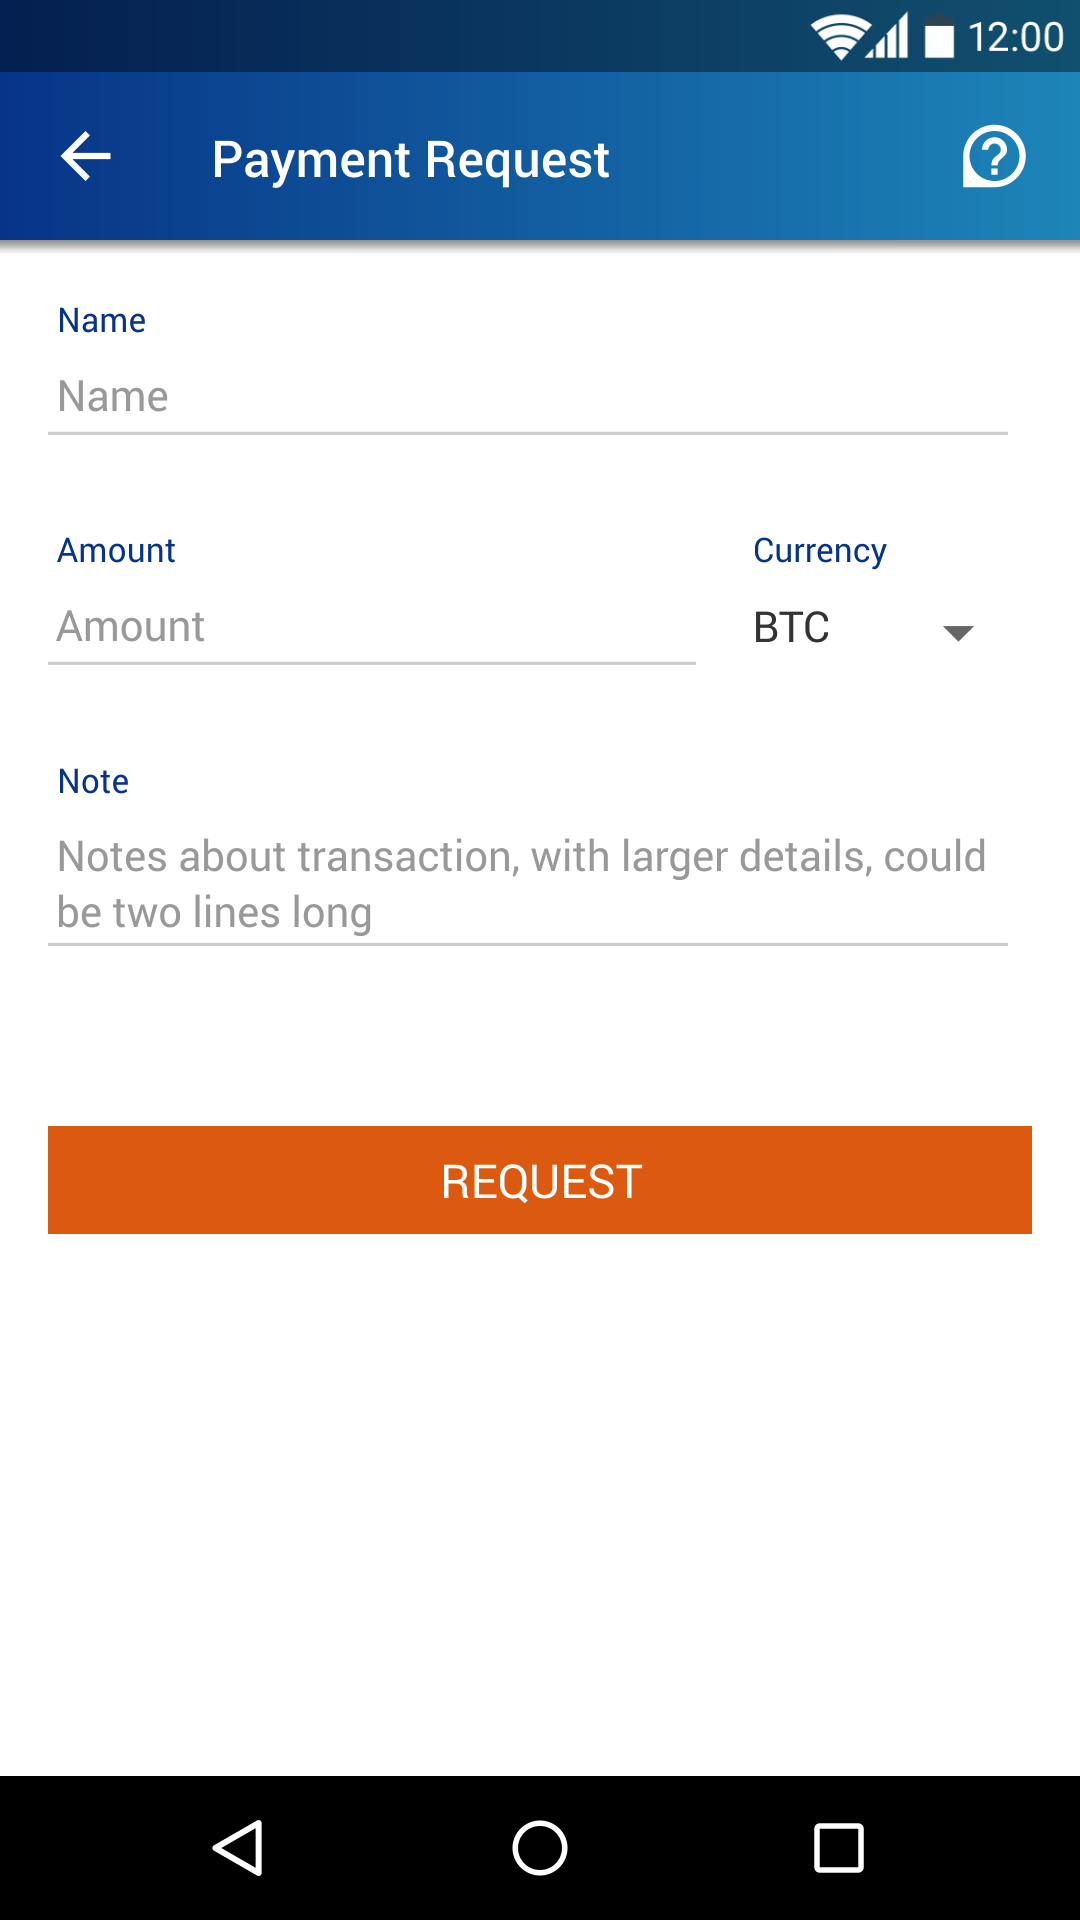 12:00
Payment Request
Name
Name
Amount
Currency
Amount
BTC
Note
Notes about transaction, with larger details, could
be two lines long
REQUEST